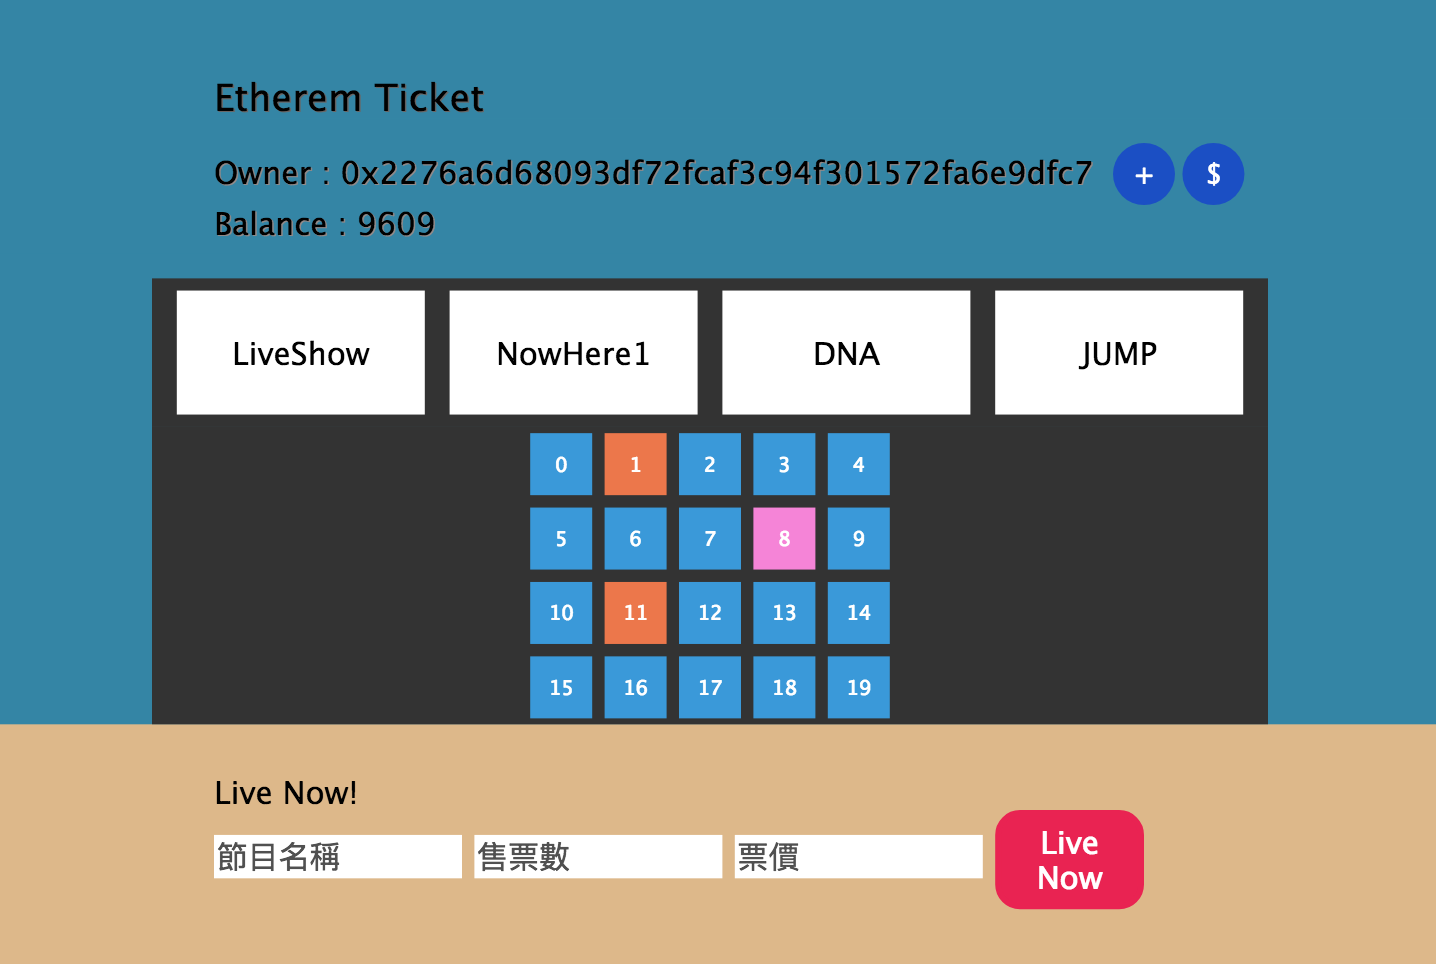 Etherem Ticket
Owner : 0x2276a6d68093df72fcaf3c94f301572fa6e9dfc7 + $
Balance : 9609
LiveShow NowHere1 DNA JUMP
0 1 2 3 4
5 6 7 8 9
10 11 12 13 14
15 16 17 18 19
Live Now!
節目名稱 售票數 票價 Live
Now